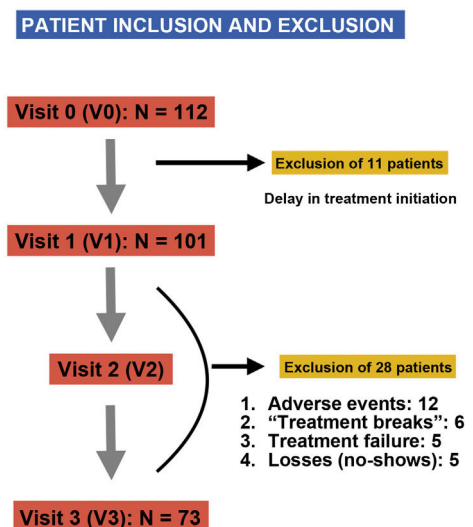 PATIENT INCLUSION AND EXCLUSION
Visit 0 (V0): N = 112
Exclusion of 11 patients
Delay in treatment initiation
Visit 1 (V1): N = 101
Visit 2 (V2)
Exclusion of 28 patients
1. Adverse events: 12
2. “Treatment breaks”: 6
3. Treatment failure: 5
4. Losses (no-shows): 5
Visit 3 (V3): N = 73